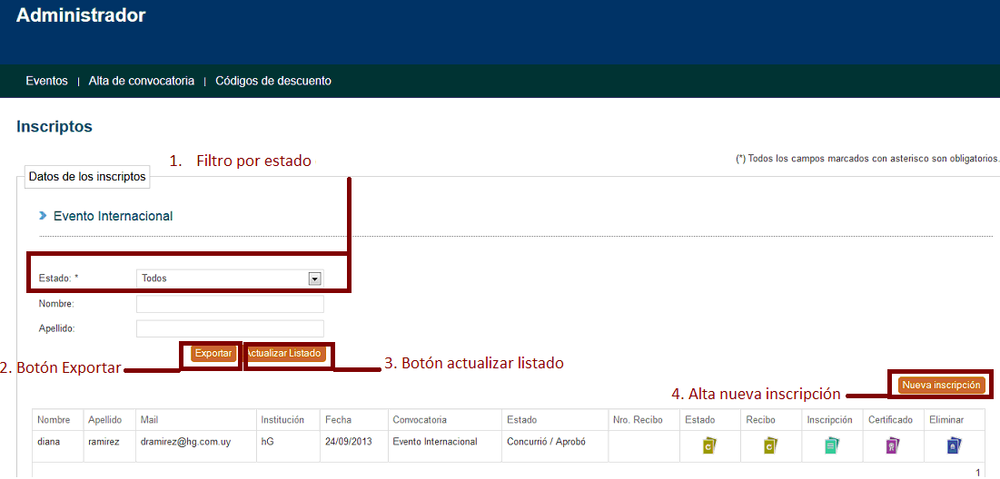 Administrador
Eventos | Alta de convocatoria | Códigos de descuento
Inscriptos
1. Filtro por estado
(*) Todos los campos marcados con asterisco son obligatorios.
Datos de los inscriptos
Evento Internacional
Estado: * Todos
Nombre:
Apellido:
Exportar Actualizar Listado
2. Botón Exportar
3. Botón actualizar listado
Nueva inscripción
4. Alta nueva inscripción
Nombre Apellido Mail Institución Fecha Convocatoria Estado Nro. Recibo Estado Recibo Inscripción Certificado Eliminar
diana ramirez dramirez@hg.com.uy hG 24/09/2013 Evento Internacional Concurrió / Aprobó
1